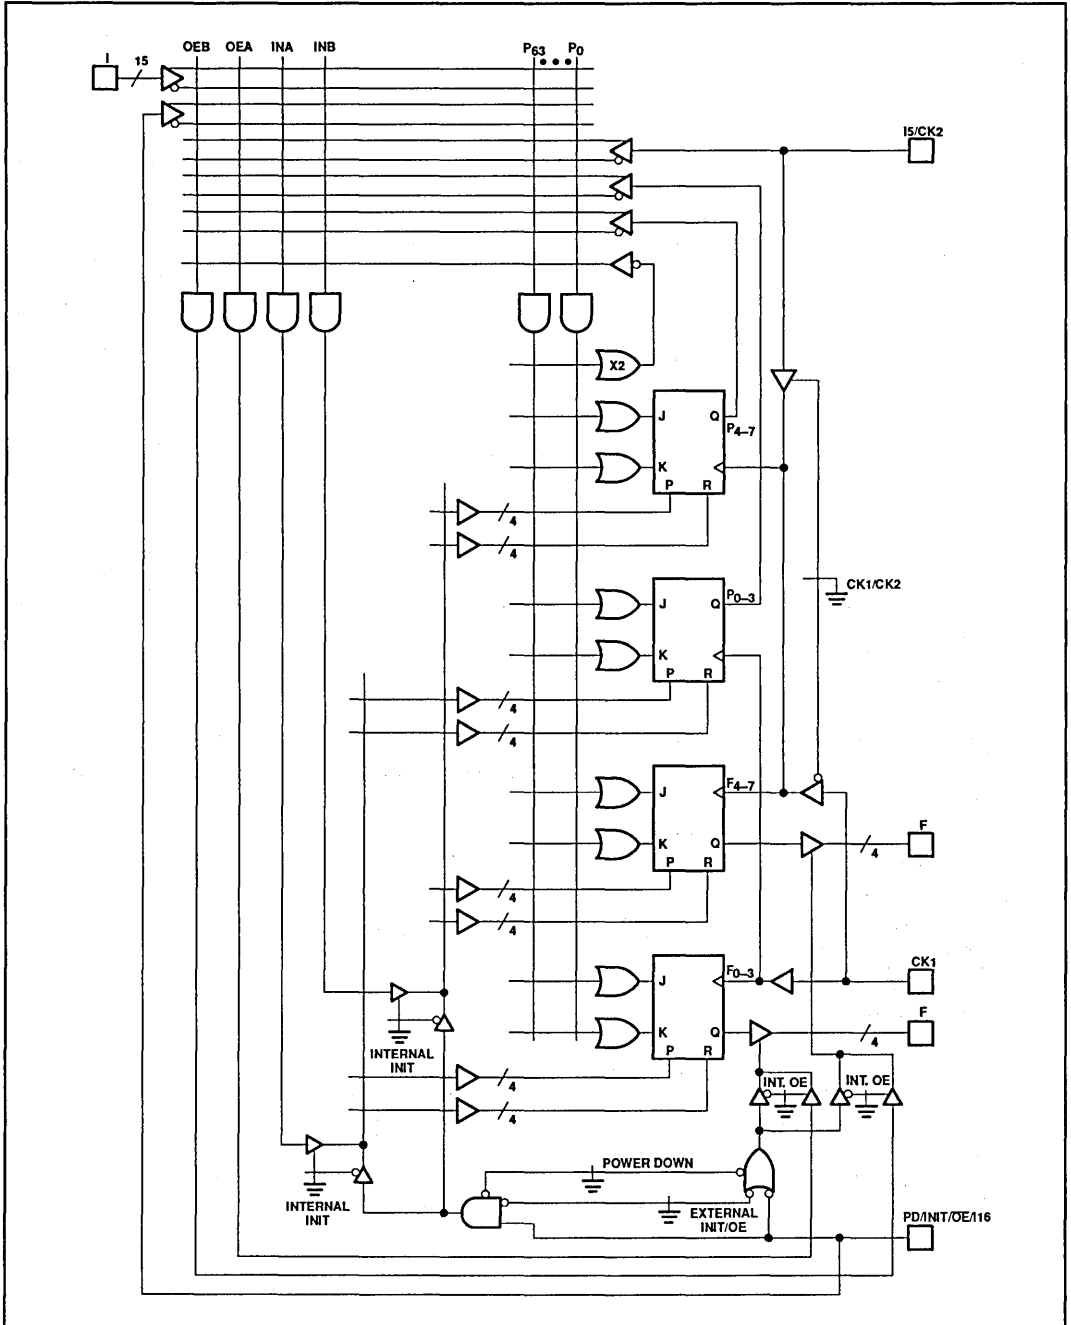 OEB OEA INA INB P63 • • • P0
I
15
I5/CK2
X2
J Q
P4–7
K
P R
4
4
CK1/CK2
J Q P0–3
K
P R
4
4
J F4–7
F
K Q
4
P R
4
4
CK1
J F0–3
F
K Q
4
P R
INTERNAL
INIT
4
4
INT. OE INT. OE
POWER DOWN
INTERNAL
INIT
EXTERNAL
INIT/OE
PD/INIT/O̅E̅/I16